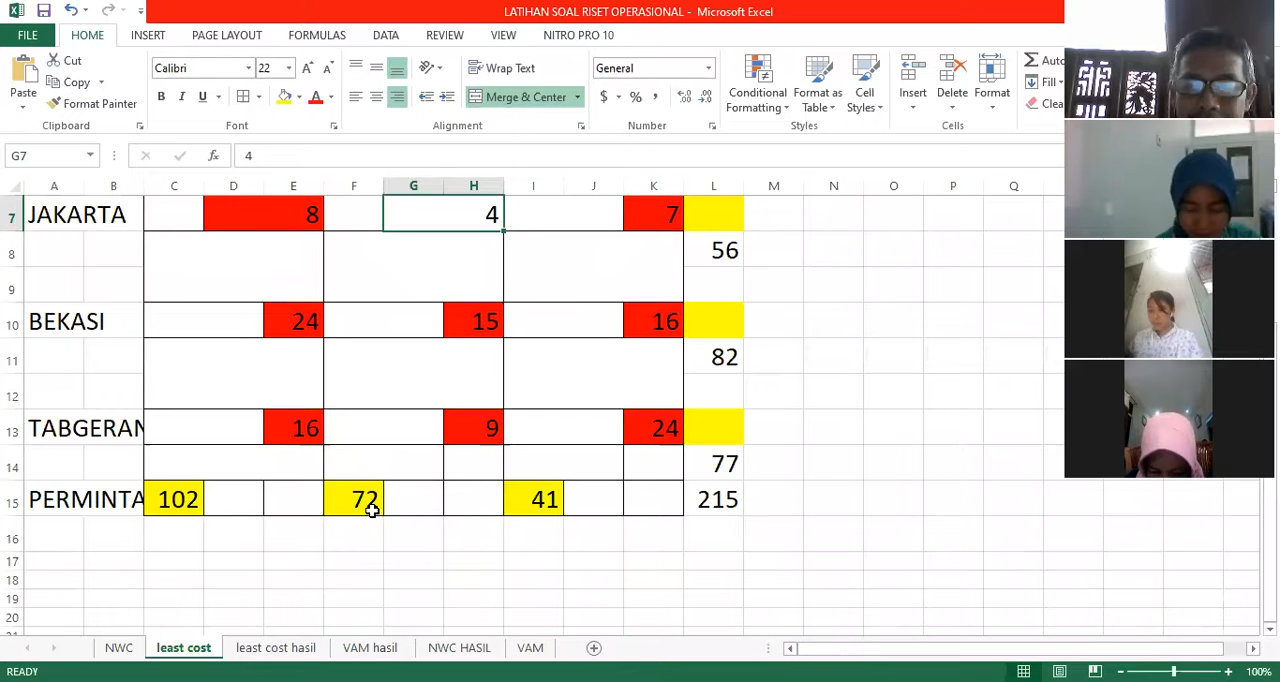 LATIHAN SOAL RISET OPERASIONAL - Microsoft Excel
FILE HOME INSERT PAGE LAYOUT FORMULAS DATA REVIEW VIEW NITRO PRO 10
Paste Cut Copy Format Painter Clipboard
Calibri 22 B I U Font
Wrap Text Merge & Center Alignment
General $ % , Number
Conditional Formatting Format as Table Cell Styles Styles
Insert Delete Format Cells
Σ Auto Fill Clea
G7 fx 4
A B C D E F G H I J K L M N O P Q
7 JAKARTA 8 4 7
8 56
9
10 BEKASI 24 15 16
11 82
12
13 TABGERAN 16 9 24
14 77
15 PERMINTA 102 72 41 215
16
17
18
19
20
21
NWC least cost least cost hasil VAM hasil NWC HASIL VAM
READY 100%